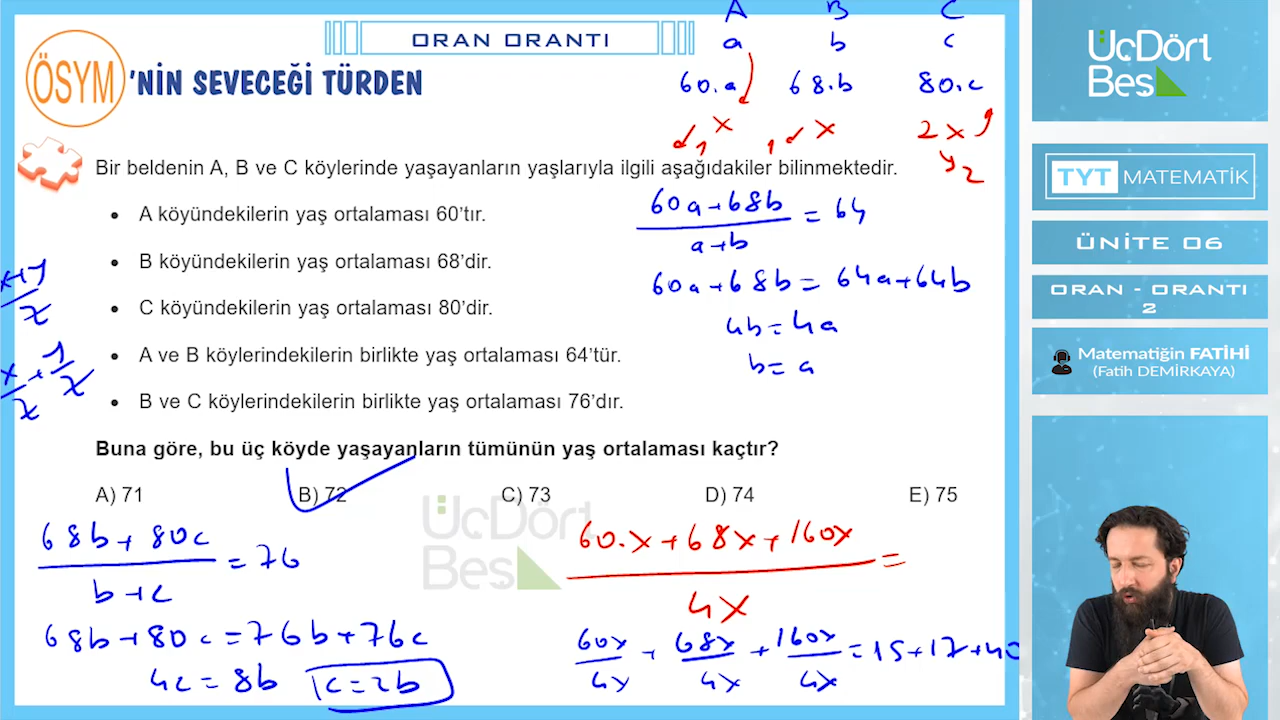 ORAN ORANTI
ÖSYM'NİN SEVECEĞİ TÜRDEN
A B C
a b c
60.a 68.b 80.c
x x 2x
1 1 2
Bir beldenin A, B ve C köylerinde yaşayanların yaşlarıyla ilgili aşağıdakiler bilinmektedir.
• A köyündekilerin yaş ortalaması 60'tır.
• B köyündekilerin yaş ortalaması 68'dir.
• C köyündekilerin yaş ortalaması 80'dir.
• A ve B köylerindekilerin birlikte yaş ortalaması 64'tür.
• B ve C köylerindekilerin birlikte yaş ortalaması 76'dır.
60a+68b / a+b = 64
60a+68b = 64a+64b
4b = 4a
b = a
x+y / z
x/z + y/z
Buna göre, bu üç köyde yaşayanların tümünün yaş ortalaması kaçtır?
A) 71 B) 72 C) 73 D) 74 E) 75
68b + 80c / b+c = 76
68b+80c = 76b+76c
4c = 8b c=2b
60.x+68x+160x / 4x =
60x/4x + 68x/4x + 160x/4x = 15+17+40
ÜçDört
Beş
ÜçDört
Beş
TYT MATEMATİK
ÜNİTE 06
ORAN - ORANTI
2
Matematiğin FATİHİ
(Fatih DEMİRKAYA)